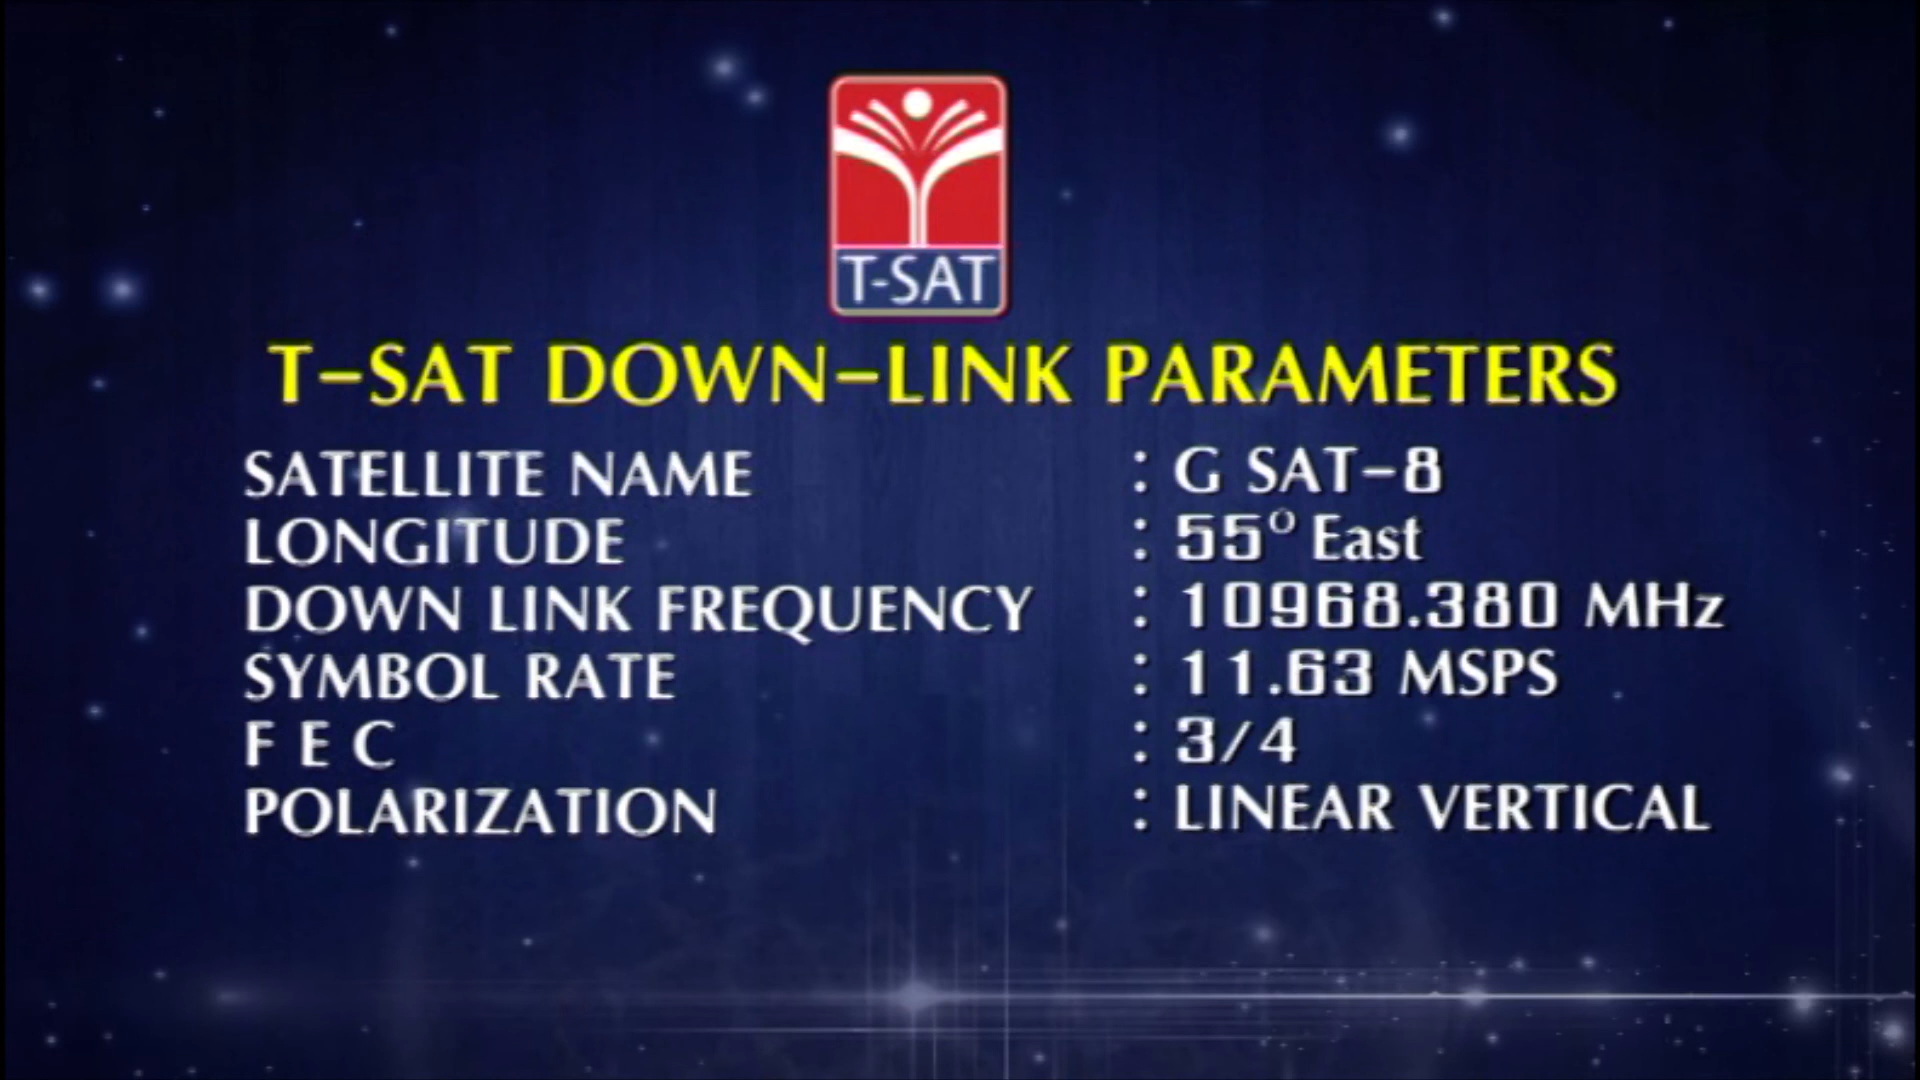 T-SAT
T-SAT DOWN-LINK PARAMETERS
SATELLITE NAME : G SAT-8
LONGITUDE : 55° East
DOWN LINK FREQUENCY : 10968.380 MHz
SYMBOL RATE : 11.63 MSPS
F E C : 3/4
POLARIZATION : LINEAR VERTICAL